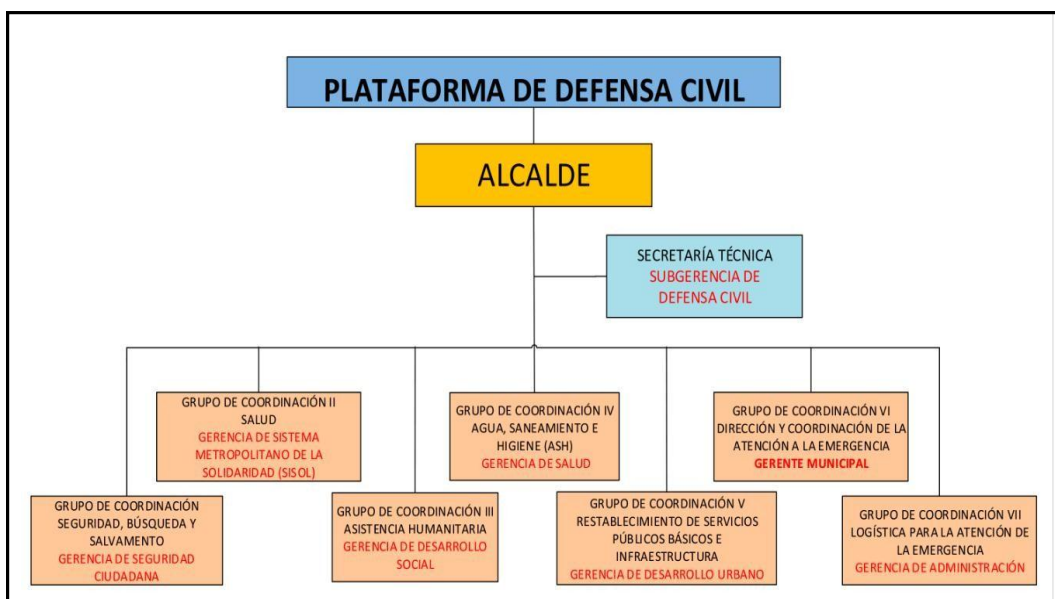 PLATAFORMA DE DEFENSA CIVIL
ALCALDE
SECRETARÍA TÉCNICA
SUBGERENCIA DE
DEFENSA CIVIL
GRUPO DE COORDINACIÓN II
SALUD
GERENCIA DE SISTEMA
METROPOLITANO DE LA
SOLIDARIDAD (SISOL)
GRUPO DE COORDINACIÓN IV
AGUA, SANEAMIENTO E
HIGIENE (ASH)
GERENCIA DE SALUD
GRUPO DE COORDINACIÓN VI
DIRECCIÓN Y COORDINACIÓN DE LA
ATENCIÓN A LA EMERGENCIA
GERENTE MUNICIPAL
GRUPO DE COORDINACIÓN
SEGURIDAD, BÚSQUEDA Y
SALVAMENTO
GERENCIA DE SEGURIDAD
CIUDADANA
GRUPO DE COORDINACIÓN III
ASISTENCIA HUMANITARIA
GERENCIA DE DESARROLLO
SOCIAL
GRUPO DE COORDINACIÓN V
RESTABLECIMIENTO DE SERVICIOS
PÚBLICOS BÁSICOS E
INFRAESTRUCTURA
GERENCIA DE DESARROLLO URBANO
GRUPO DE COORDINACIÓN VII
LOGÍSTICA PARA LA ATENCIÓN DE
LA EMERGENCIA
GERENCIA DE ADMINISTRACIÓN